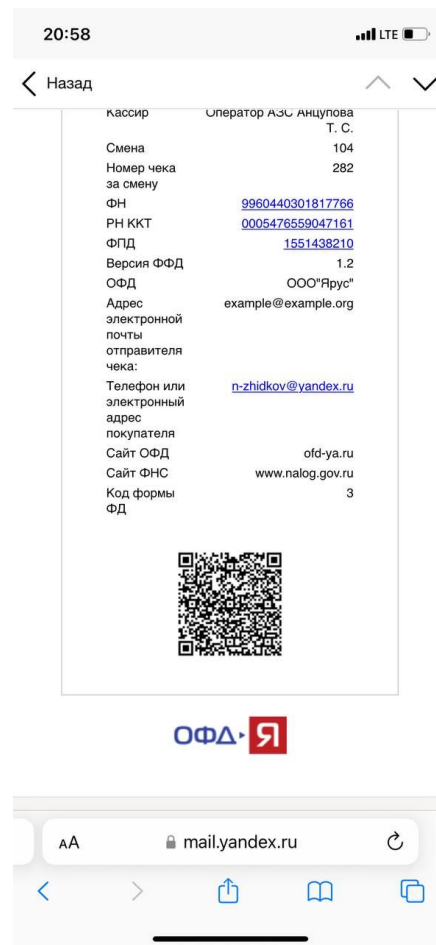 20:58
LTE
Назад
Кассир Оператор АЗС Анцупова
Т. С.
Смена 104
Номер чека 282
за смену
ФН 9960440301817766
РН ККТ 0005476559047161
ФПД 1551438210
Версия ФФД 1.2
ОФД ООО"Ярус"
Адрес example@example.org
электронной
почты
отправителя
чека:
Телефон или n-zhidkov@yandex.ru
электронный
адрес
покупателя
Сайт ОФД ofd-ya.ru
Сайт ФНС www.nalog.gov.ru
Код формы 3
ФД
ОФД Я
АА mail.yandex.ru